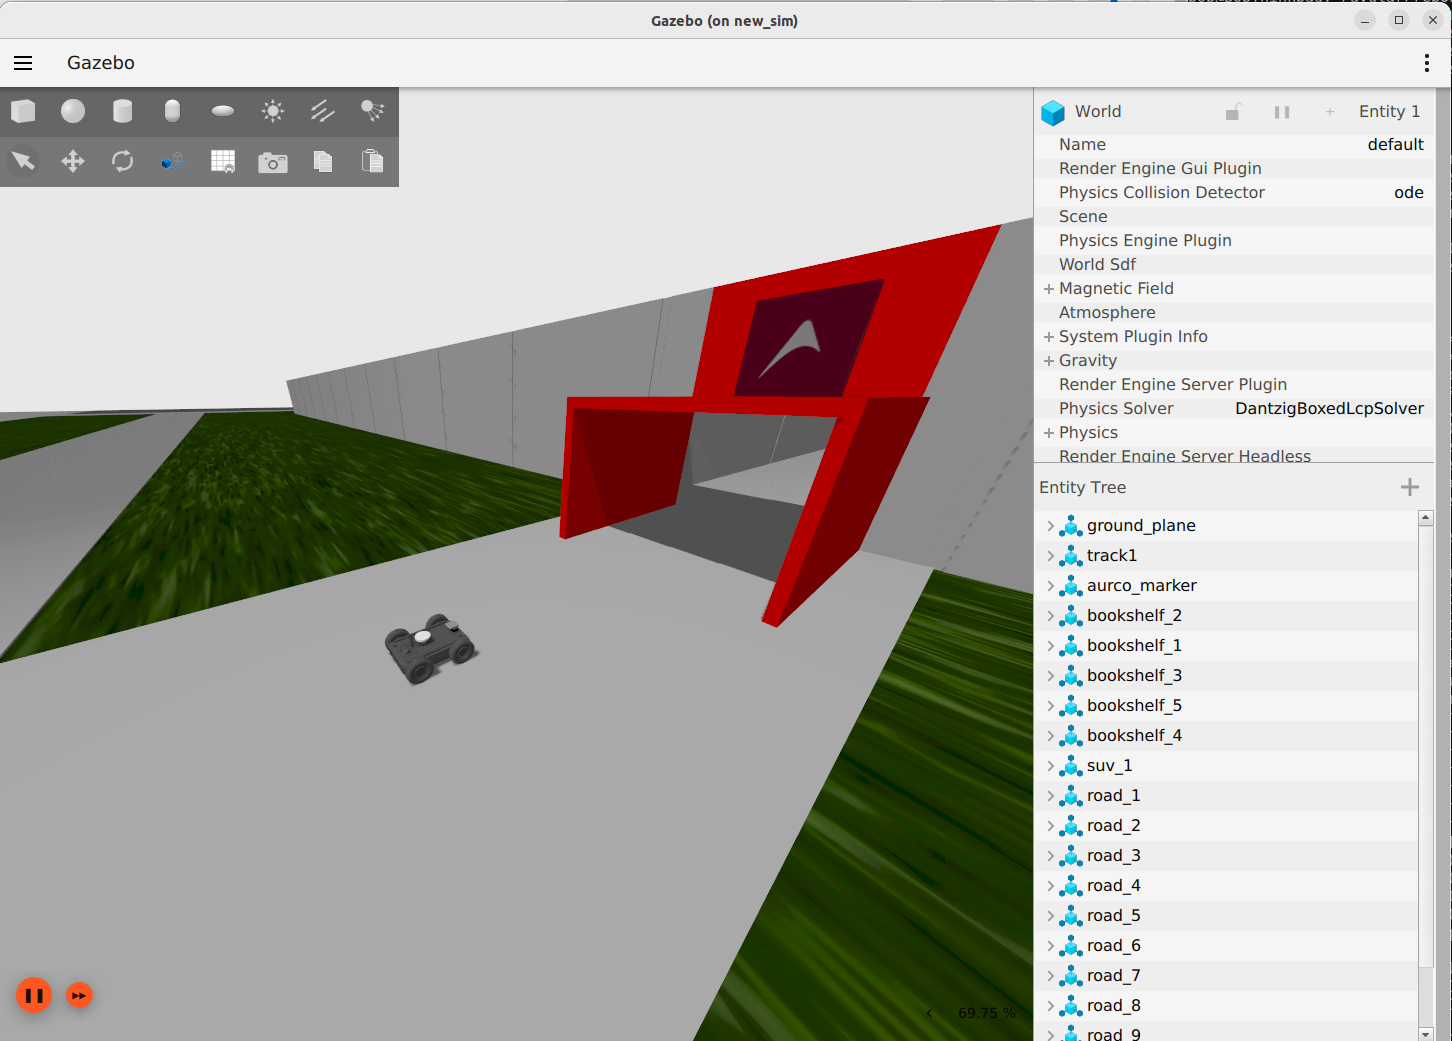 Gazebo (on new_sim)
Gazebo
World
Entity 1
Name default
Render Engine Gui Plugin
Physics Collision Detector ode
Scene
Physics Engine Plugin
World Sdf
Magnetic Field
Atmosphere
System Plugin Info
Gravity
Render Engine Server Plugin
Physics Solver DantzigBoxedLcpSolver
Physics
Render Engine Server Headless
Entity Tree
ground_plane
track1
aurco_marker
bookshelf_2
bookshelf_1
bookshelf_3
bookshelf_5
bookshelf_4
suv_1
road_1
road_2
road_3
road_4
road_5
road_6
road_7
road_8
road_9
69.75 %